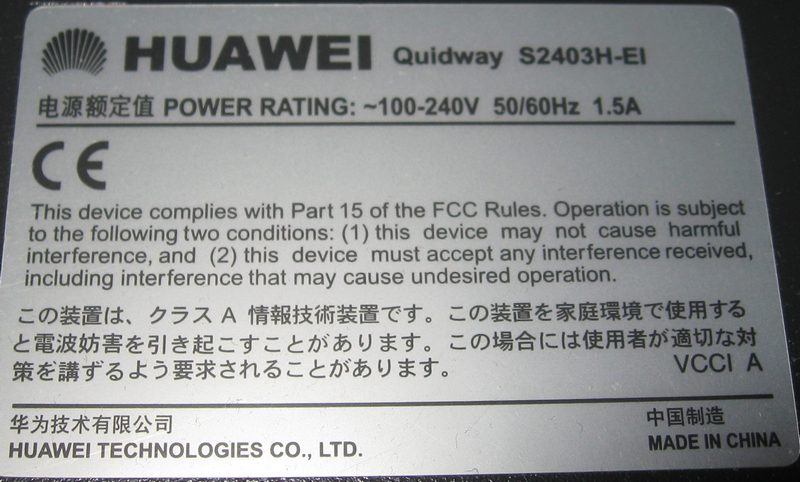 HUAWEI Quidway S2403H-EI
电源额定值 POWER RATING: ~100-240V 50/60Hz 1.5A
CE
This device complies with Part 15 of the FCC Rules. Operation is subject
to the following two conditions: (1) this device may not cause harmful
interference, and (2) this device must accept any interference received,
including interference that may cause undesired operation.
この装置は、クラス A 情報技術装置です。この装置を家庭環境で使用する
と電波妨害を引き起こすことがあります。この場合には使用者が適切な対
策を講ずるよう要求されることがあります。 VCCI A
华为技术有限公司 中国制造
HUAWEI TECHNOLOGIES CO., LTD. MADE IN CHINA